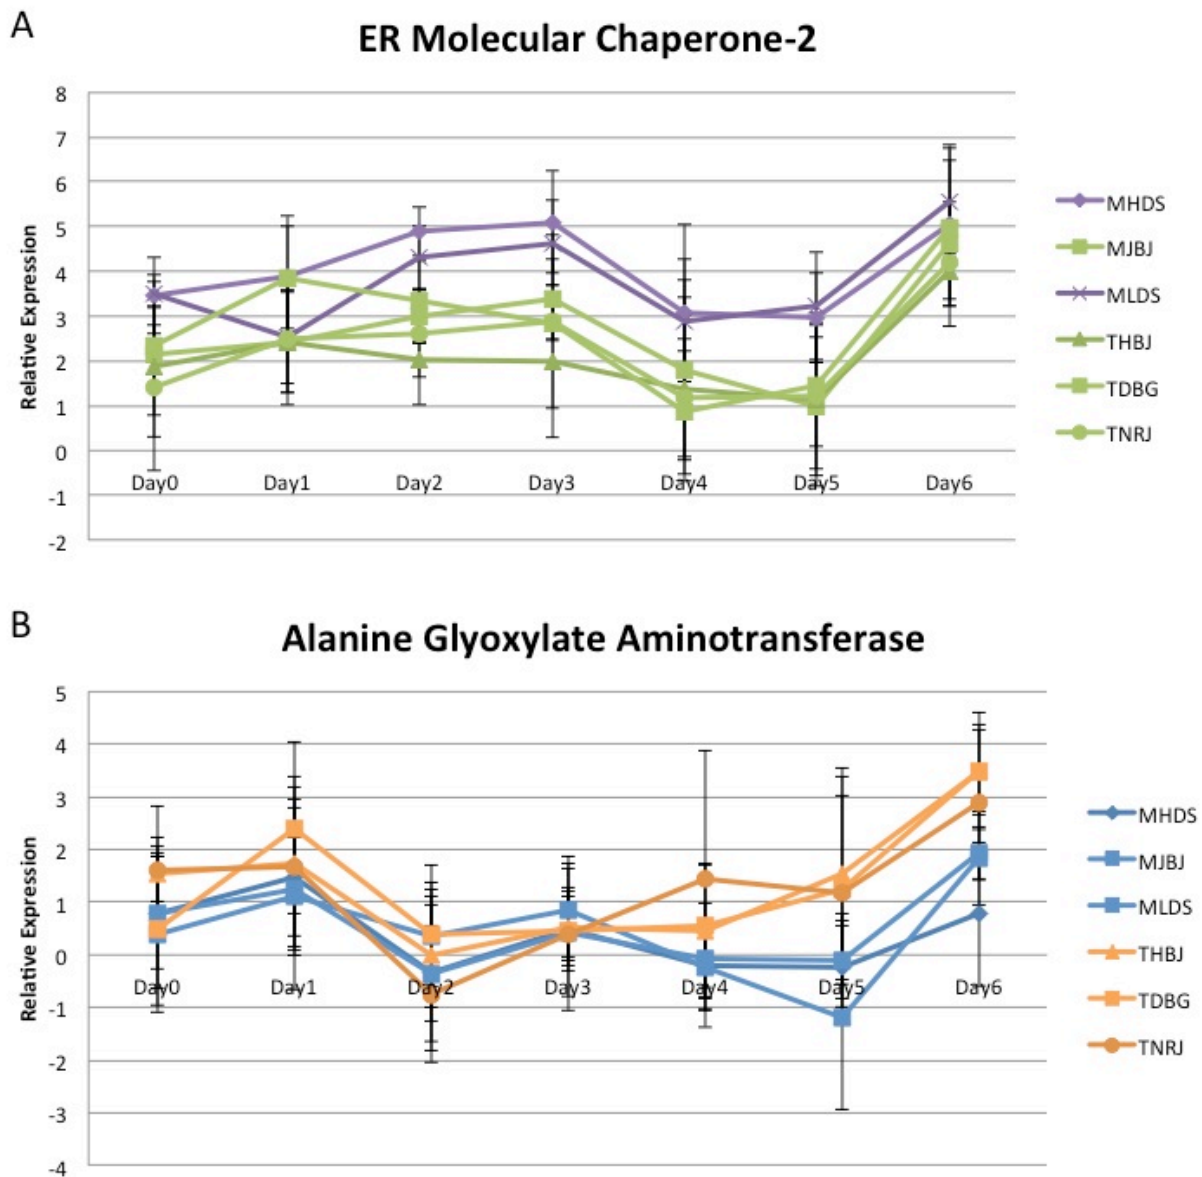 A
ER Molecular Chaperone-2
8
7
6
5
4
3
2
1
0
-1
-2
Relative Expression
Day0 Day1 Day2 Day3 Day4 Day5 Day6
MHDS
MJBJ
MLDS
THBJ
TDBG
TNRJ
B
Alanine Glyoxylate Aminotransferase
5
4
3
2
1
0
-1
-2
-3
-4
Relative Expression
Day0 Day1 Day2 Day3 Day4 Day5 Day6
MHDS
MJBJ
MLDS
THBJ
TDBG
TNRJ